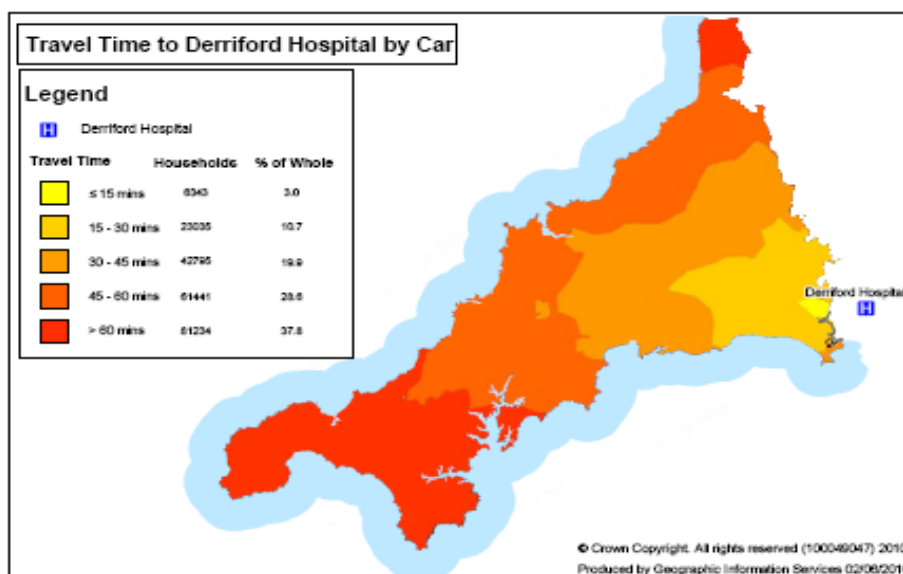 Travel Time to Derriford Hospital by Car
Legend
H Derriford Hospital
Travel Time Households % of Whole
≤ 15 mins 6343 3.0
15 - 30 mins 23035 10.7
30 - 45 mins 42795 19.9
45 - 60 mins 61441 28.6
> 60 mins 81234 37.8
Derriford Hospital
H
© Crown Copyright. All rights reserved (100049047) 2010
Produced by Geographic Information Services 02/06/2010